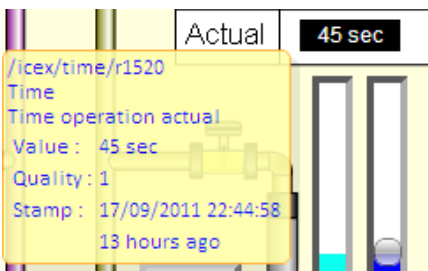 Actual 45 sec
/icex/time/r1520
Time
Time operation actual
Value : 45 sec
Quality : 1
Stamp : 17/09/2011 22:44:58
13 hours ago